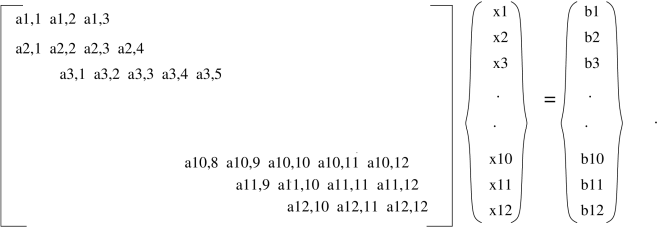 a1,1 a1,2 a1,3 x1 b1
a2,1 a2,2 a2,3 a2,4 x2 b2
a3,1 a3,2 a3,3 a3,4 a3,5 x3 b3
. .
=
. . .
a10,8 a10,9 a10,10 a10,11 a10,12 x10 b10
a11,9 a11,10 a11,11 a11,12 x11 b11
a12,10 a12,11 a12,12 x12 b12